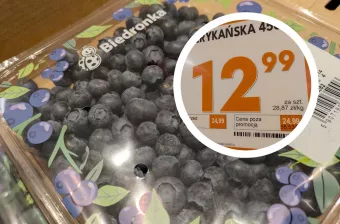 Biedronka
RYKAŃSKA 450
12 99
za szt.
28,87 zł/kg
24,99
Cena poza
promocją
24,99